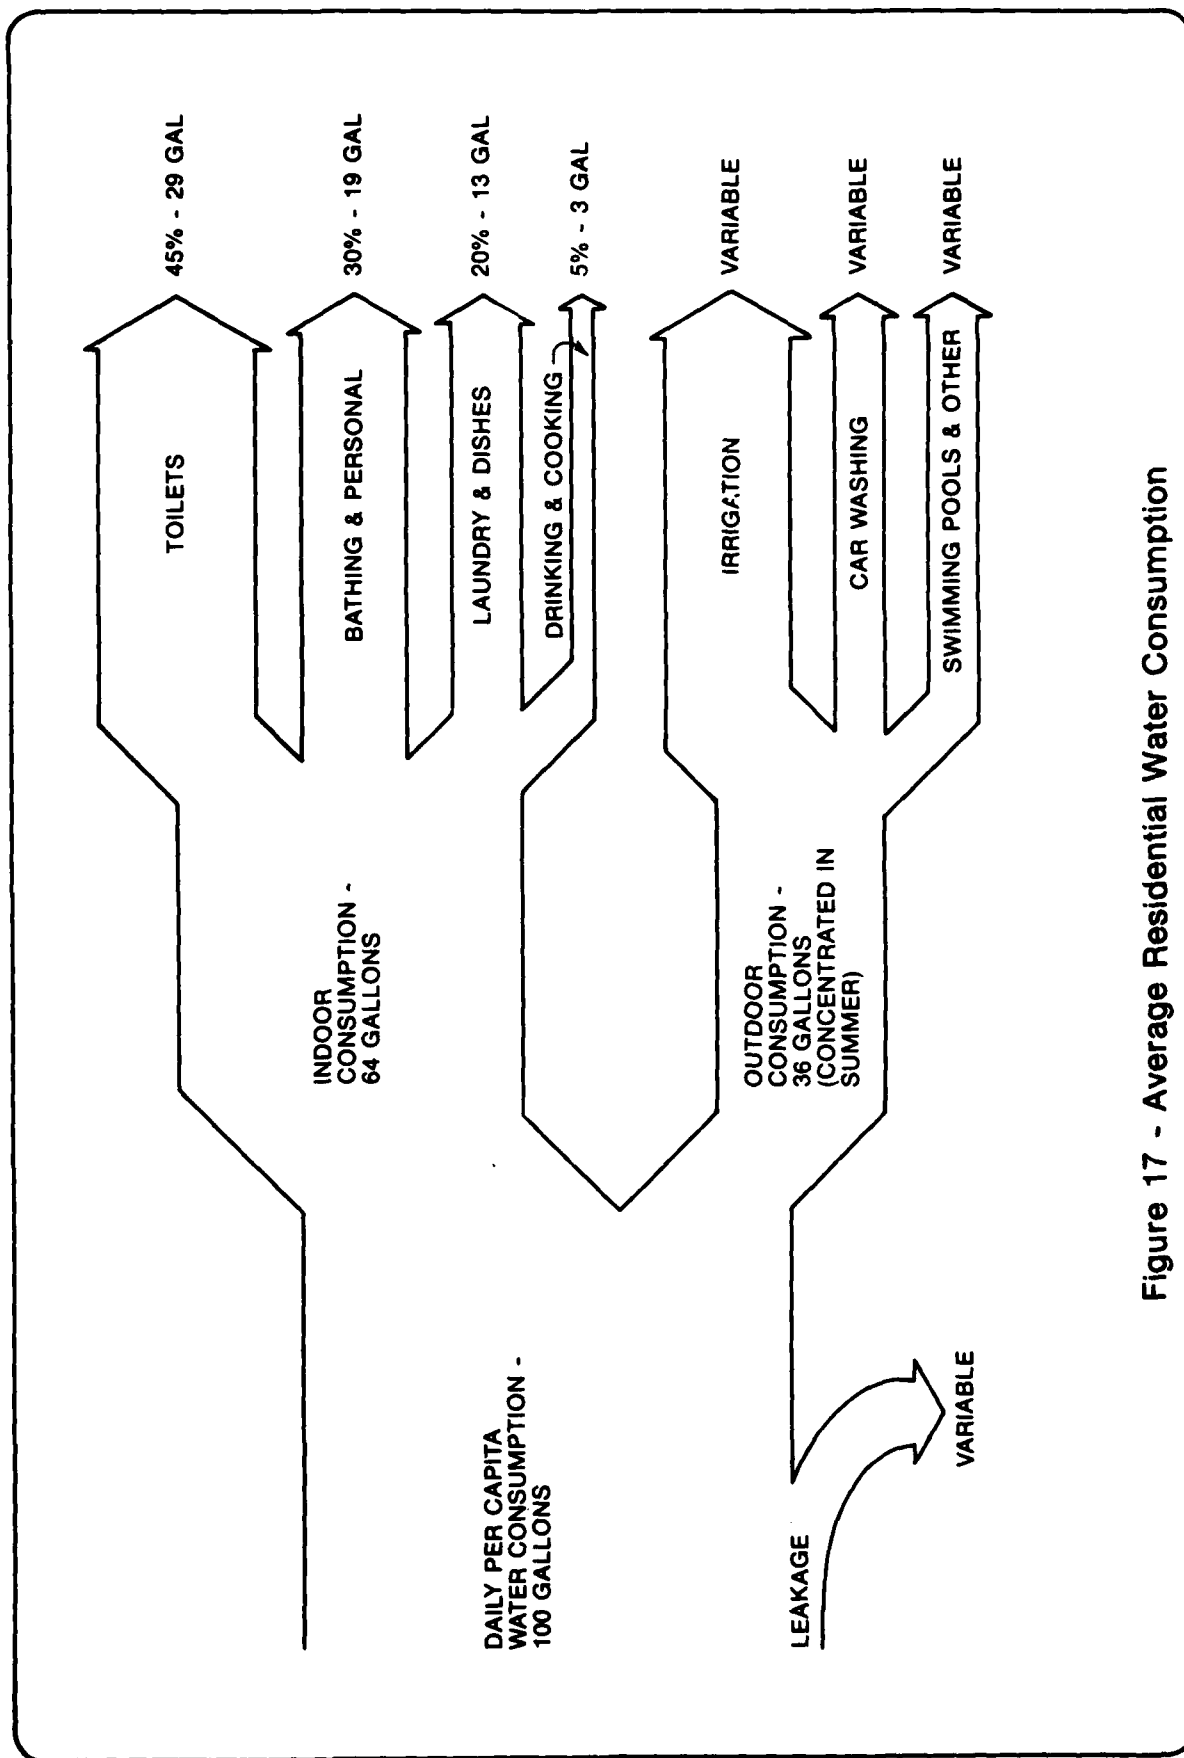 DAILY PER CAPITA
WATER CONSUMPTION -
100 GALLONS
LEAKAGE
VARIABLE
INDOOR
CONSUMPTION -
64 GALLONS
TOILETS
45% - 29 GAL
BATHING & PERSONAL
30% - 19 GAL
LAUNDRY & DISHES
20% - 13 GAL
DRINKING & COOKING
5% - 3 GAL
OUTDOOR
CONSUMPTION -
36 GALLONS
(CONCENTRATED IN
SUMMER)
IRRIGATION
VARIABLE
CAR WASHING
VARIABLE
SWIMMING POOLS & OTHER
VARIABLE
Figure 17 - Average Residential Water Consumption